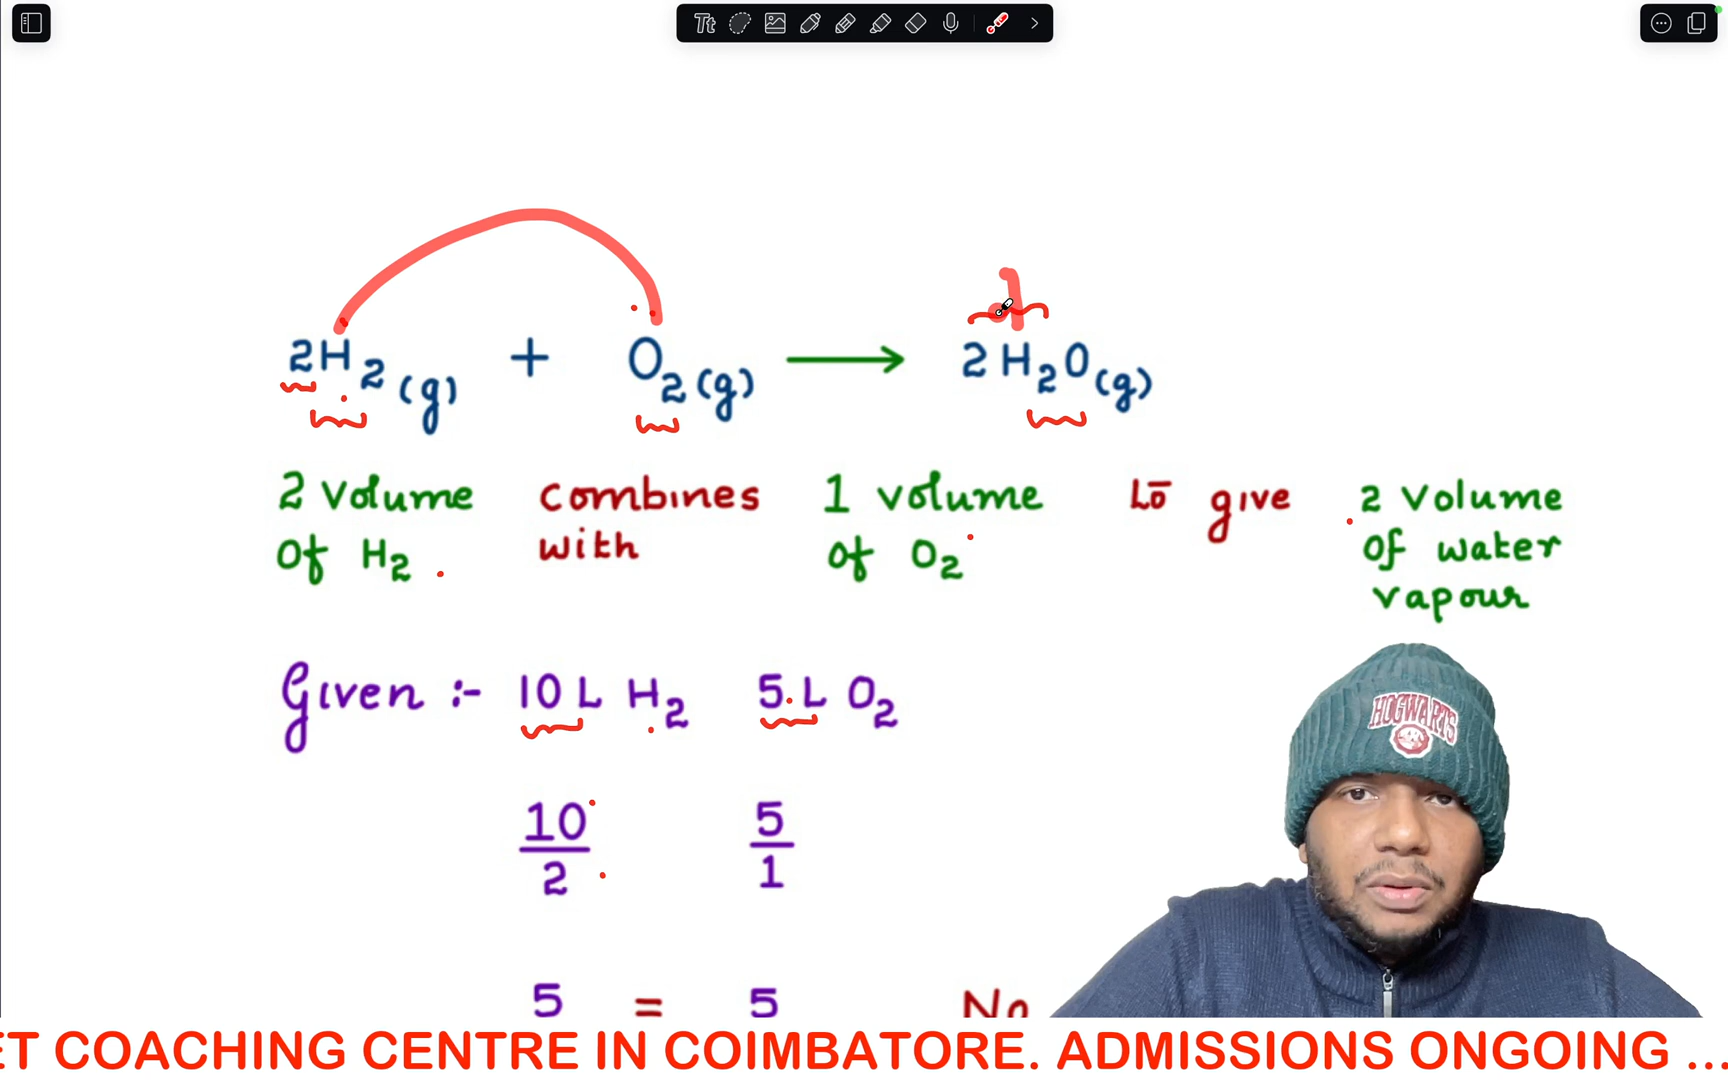 2H2(g) + O2(g) → 2H2O(g)
2 Volume combines 1 volume to give 2 Volume
of H2 with of O2 of water
vapour
Given :- 10 L H2 5 L O2
HOGWARTS
10/2 5/1
5 = 5 No
ET COACHING CENTRE IN COIMBATORE. ADMISSIONS ONGOING ...